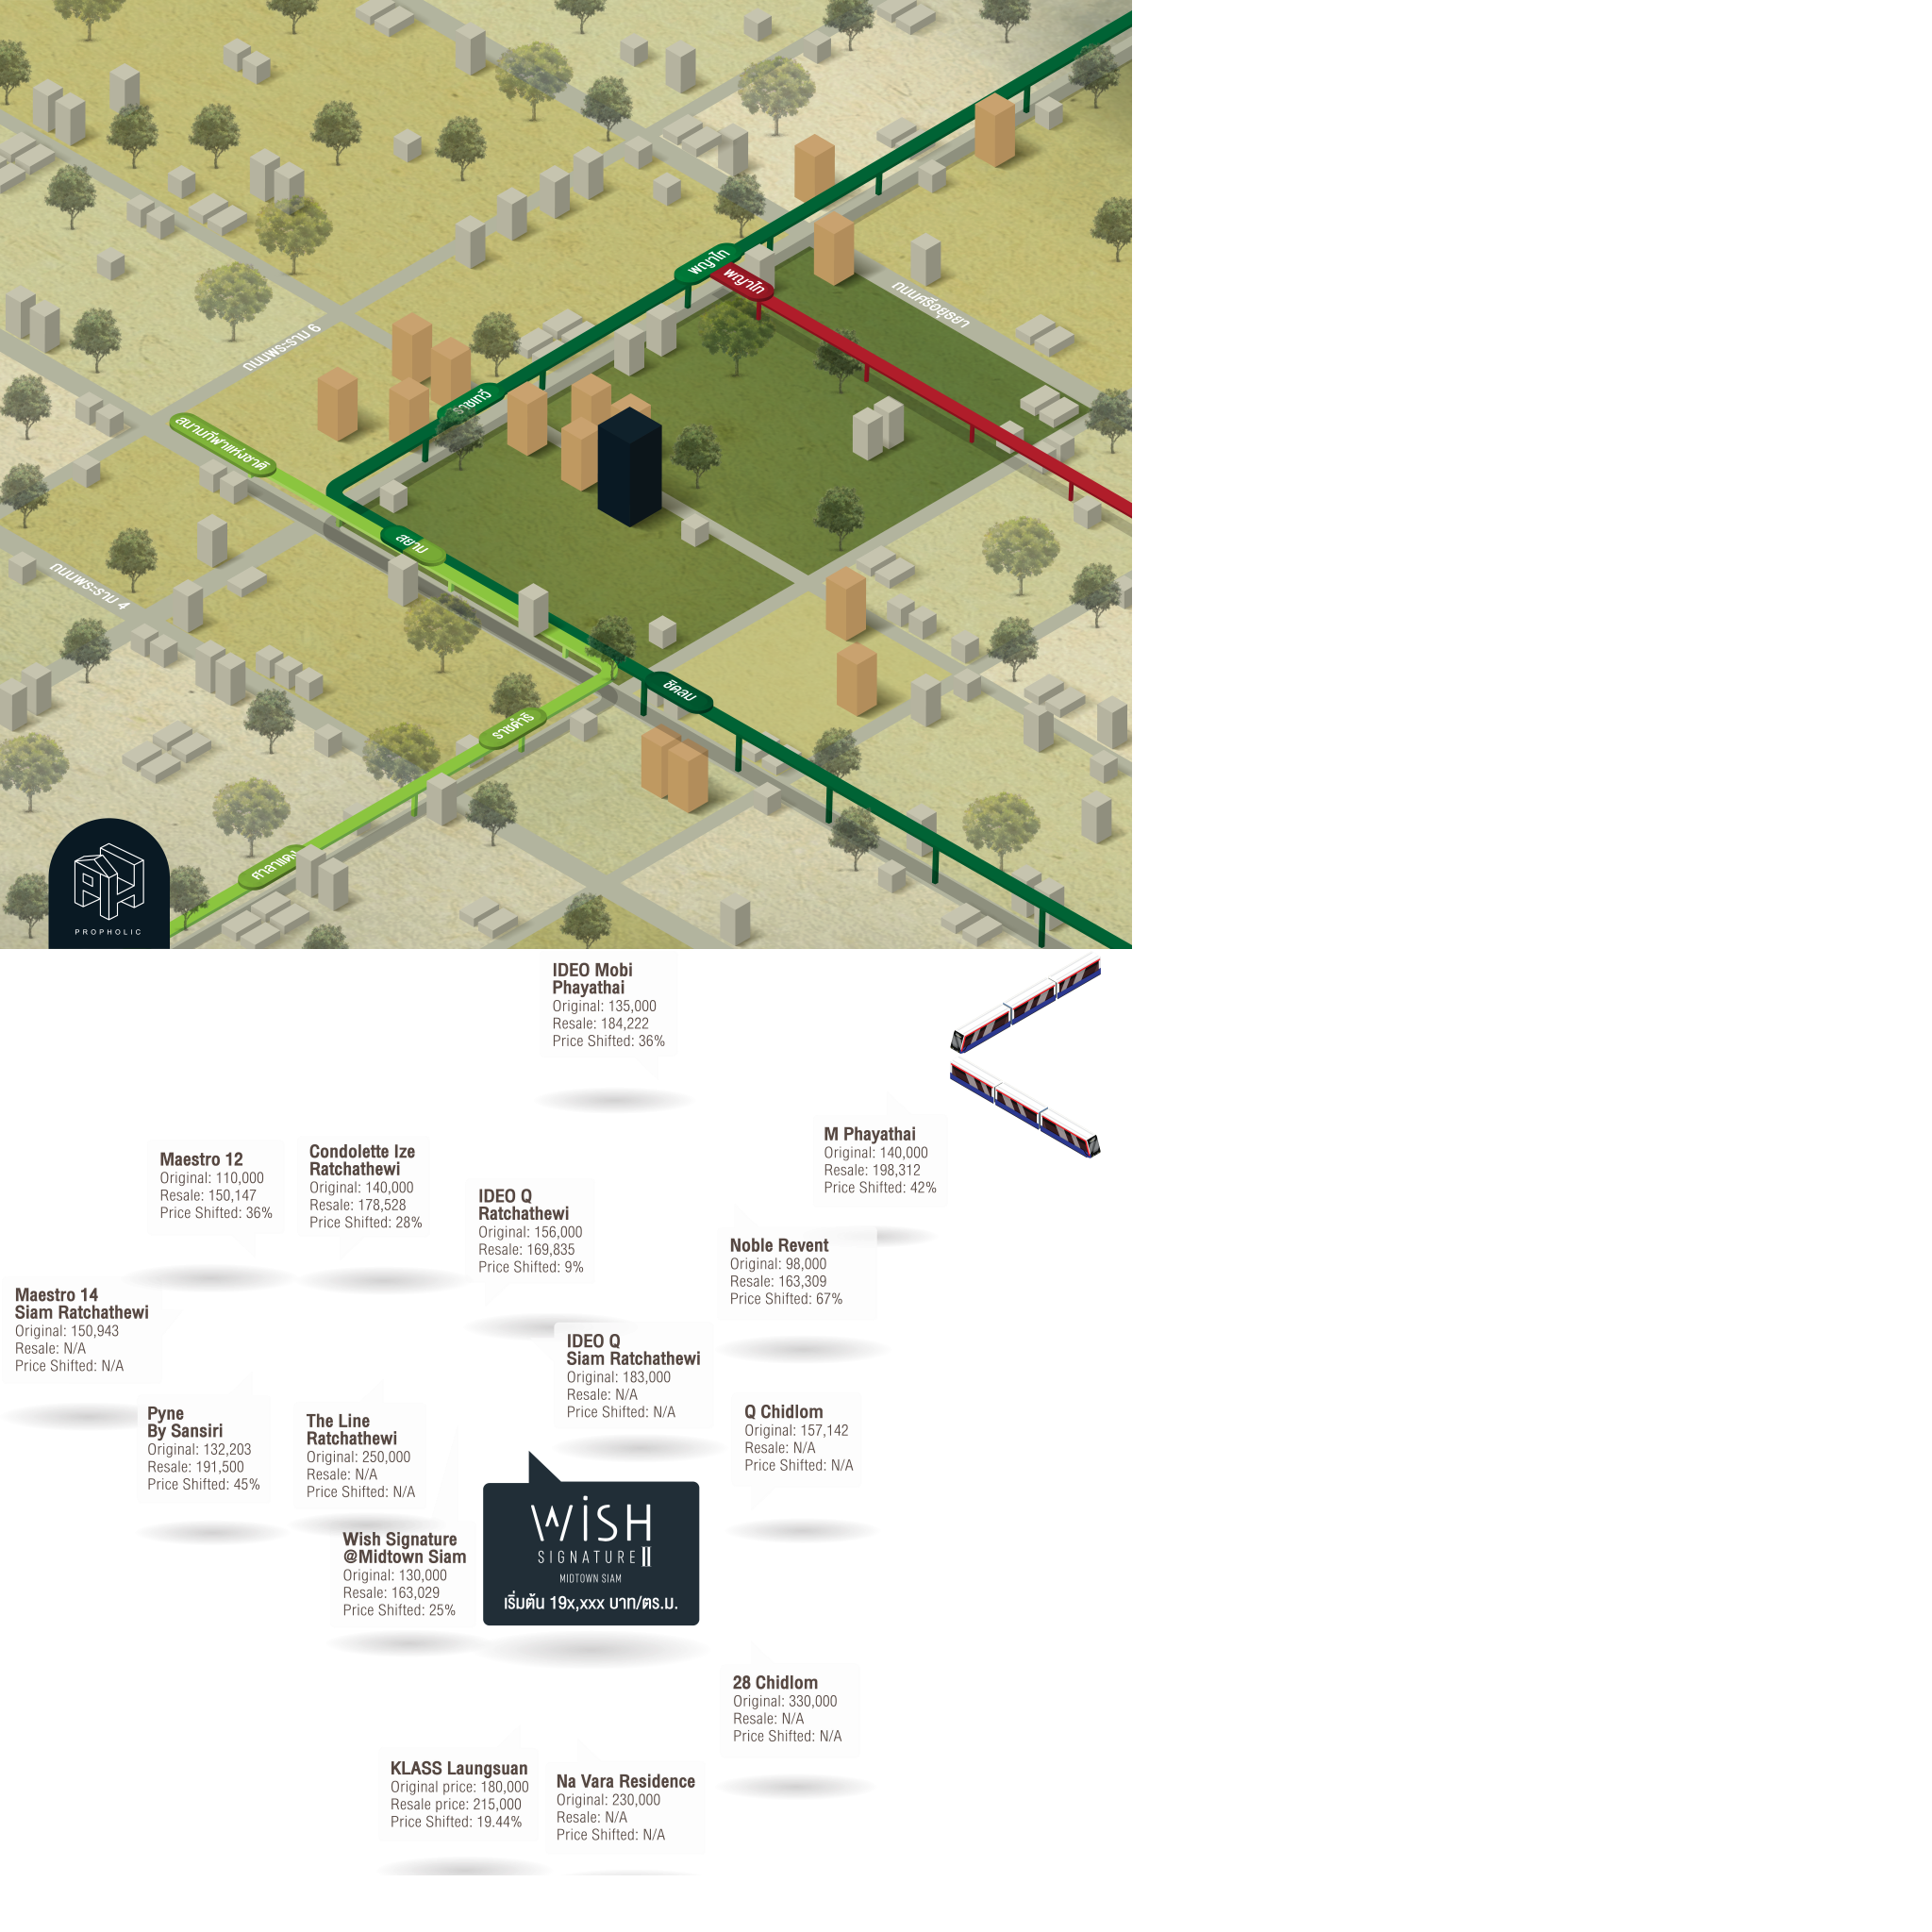 พญาไท
พญาไท
ถนนศรีอยุธยา
ถนนพระราม 6
ราชเทวี
สนามกีฬาแห่งชาติ
สยาม
ถนนพระราม 4
ชิดลม
ราชดำริ
ศาลาแดง
PROPHOLIC
IDEO Mobi
Phayathai
Original: 135,000
Resale: 184,222
Price Shifted: 36%
M Phayathai
Original: 140,000
Resale: 198,312
Price Shifted: 42%
Maestro 12
Original: 110,000
Resale: 150,147
Price Shifted: 36%
Condolette Ize
Ratchathewi
Original: 140,000
Resale: 178,528
Price Shifted: 28%
IDEO Q
Ratchathewi
Original: 156,000
Resale: 169,835
Price Shifted: 9%
Noble Revent
Original: 98,000
Resale: 163,309
Price Shifted: 67%
Maestro 14
Siam Ratchathewi
Original: 150,943
Resale: N/A
Price Shifted: N/A
IDEO Q
Siam Ratchathewi
Original: 183,000
Resale: N/A
Price Shifted: N/A
Pyne
By Sansiri
Original: 132,203
Resale: 191,500
Price Shifted: 45%
The Line
Ratchathewi
Original: 250,000
Resale: N/A
Price Shifted: N/A
Q Chidlom
Original: 157,142
Resale: N/A
Price Shifted: N/A
Wish Signature
@Midtown Siam
Original: 130,000
Resale: 163,029
Price Shifted: 25%
WISH
SIGNATURE II
MIDTOWN SIAM
เริ่มต้น 19x,xxx บาท/ตร.ม.
28 Chidlom
Original: 330,000
Resale: N/A
Price Shifted: N/A
KLASS Laungsuan
Original price: 180,000
Resale price: 215,000
Price Shifted: 19.44%
Na Vara Residence
Original: 230,000
Resale: N/A
Price Shifted: N/A